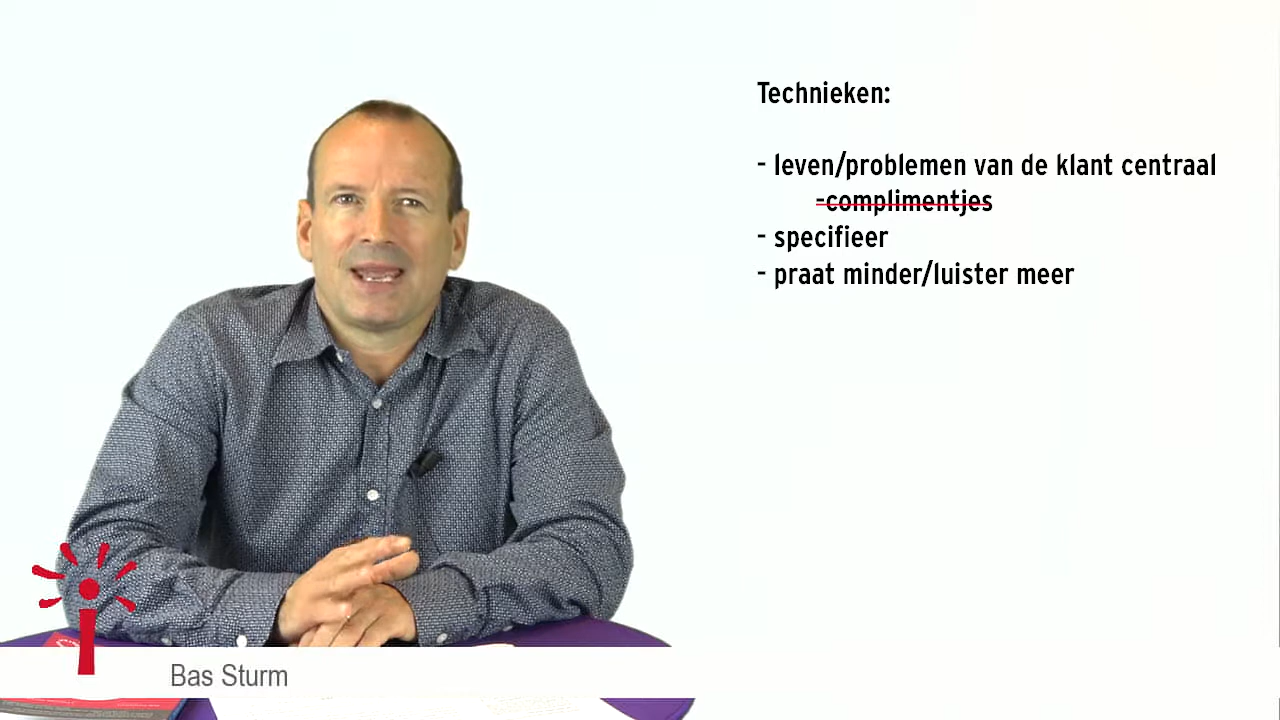 Technieken:
- leven/problemen van de klant centraal
-complimentjes
- specifieer
- praat minder/luister meer
Bas Sturm